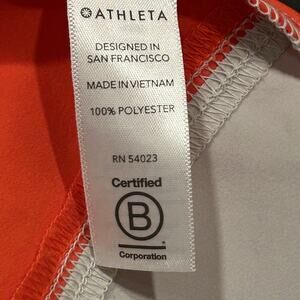 ATHLETA
DESIGNED IN
SAN FRANCISCO
MADE IN VIETNAM
100% POLYESTER
RN 54023
Certified
B
Corporation